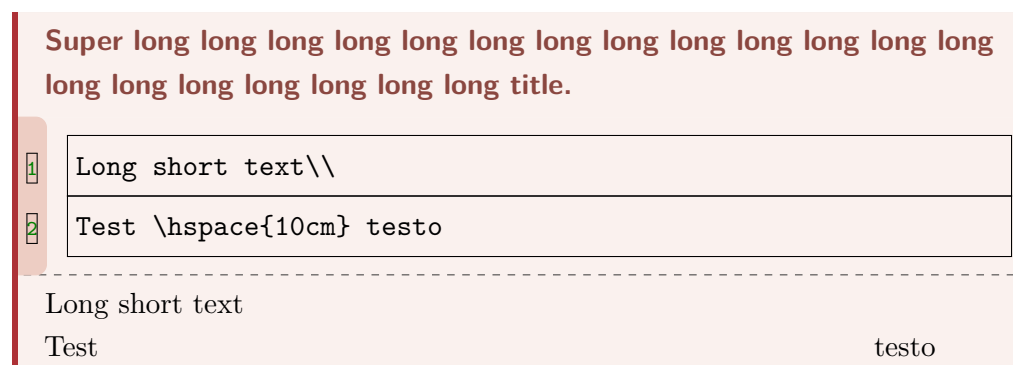 Super long long long long long long long long long long long long long
long long long long long long long title.
1 Long short text\\
2 Test \hspace{10cm} testo
Long short text
Test testo